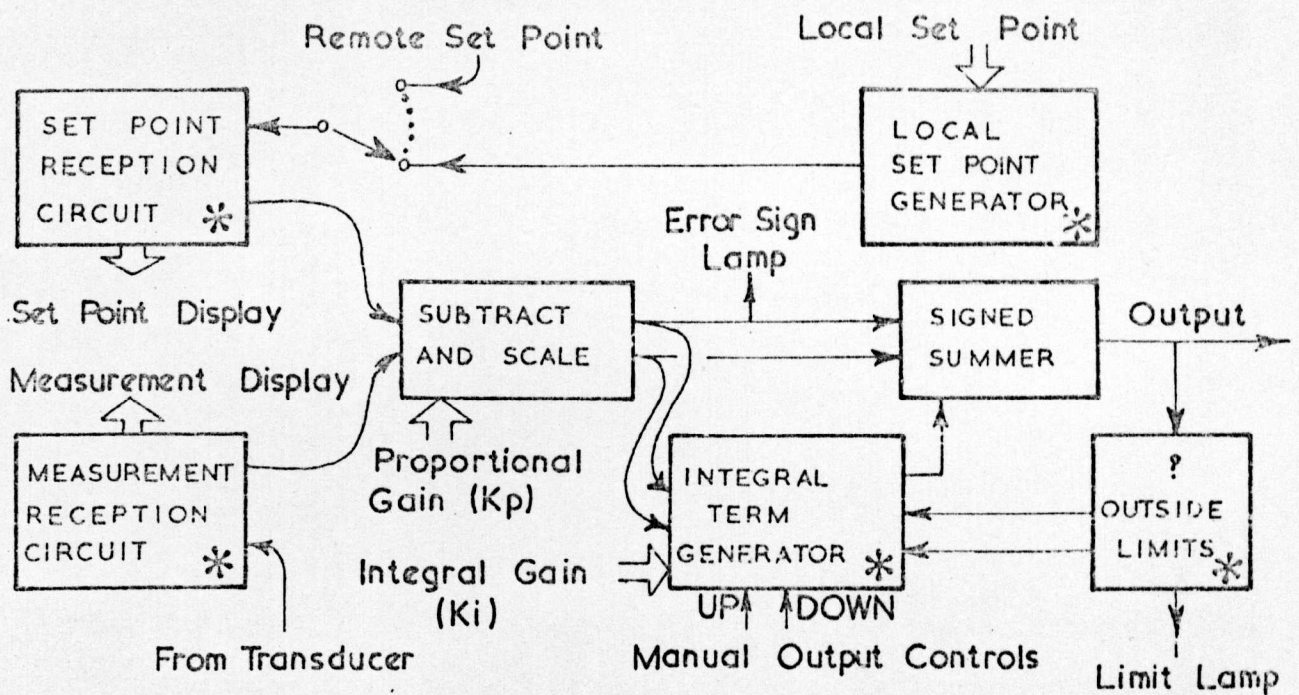 Remote Set Point
Local Set Point
SET POINT
RECEPTION
CIRCUIT *
LOCAL
SET POINT
GENERATOR *
Error Sign
Lamp
Set Point Display
SUBTRACT
AND SCALE
SIGNED
SUMMER
Output
Measurement Display
MEASUREMENT
RECEPTION
CIRCUIT *
Proportional
Gain (Kp)
INTEGRAL
TERM
GENERATOR *
?
OUTSIDE
LIMITS *
Integral Gain
(Ki)
UP DOWN
From Transducer
Manual Output Controls
Limit Lamp